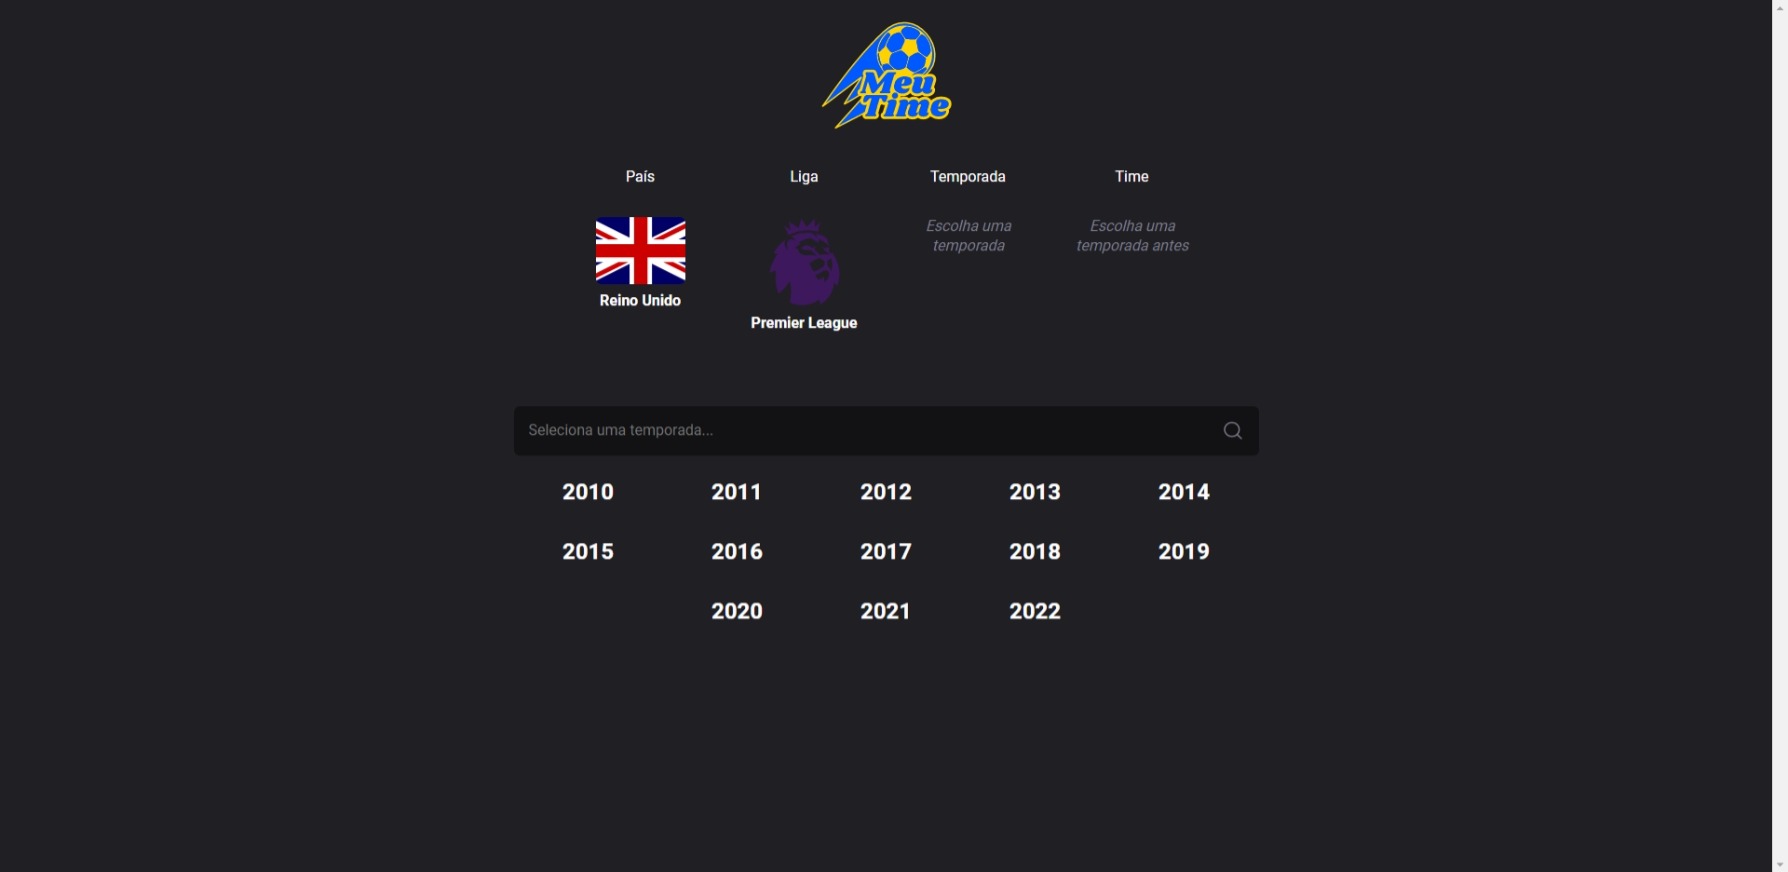 Meu
Time
País Liga Temporada Time
Escolha uma
temporada
Escolha uma
temporada antes
Reino Unido
Premier League
Seleciona uma temporada...
2010 2011 2012 2013 2014
2015 2016 2017 2018 2019
2020 2021 2022